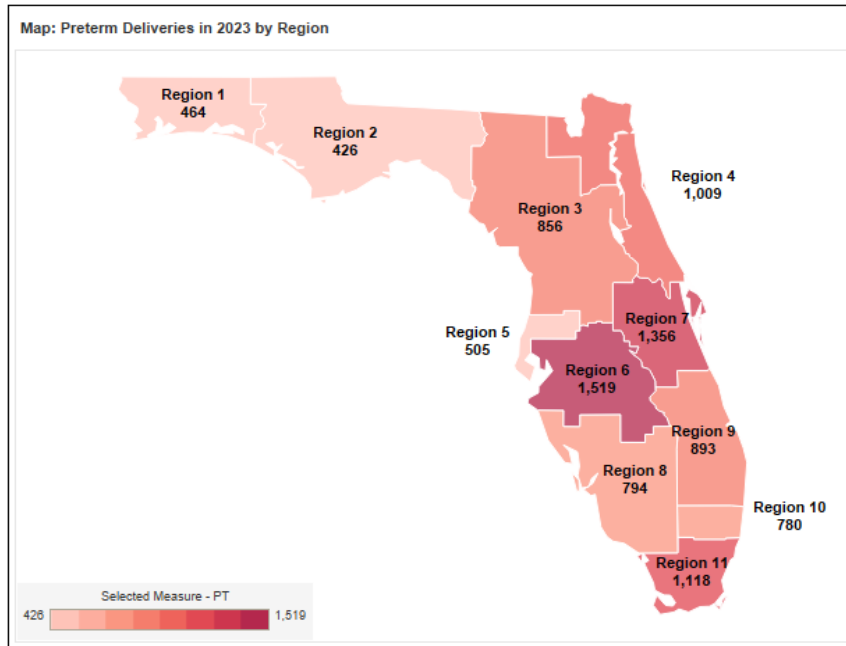 Map: Preterm Deliveries in 2023 by Region
Region 1
464
Region 2
426
Region 3
856
Region 4
1,009
Region 5
505
Region 7
1,356
Region 6
1,519
Region 9
893
Region 8
794
Region 10
780
Region 11
1,118
Selected Measure - PT
426
1,519